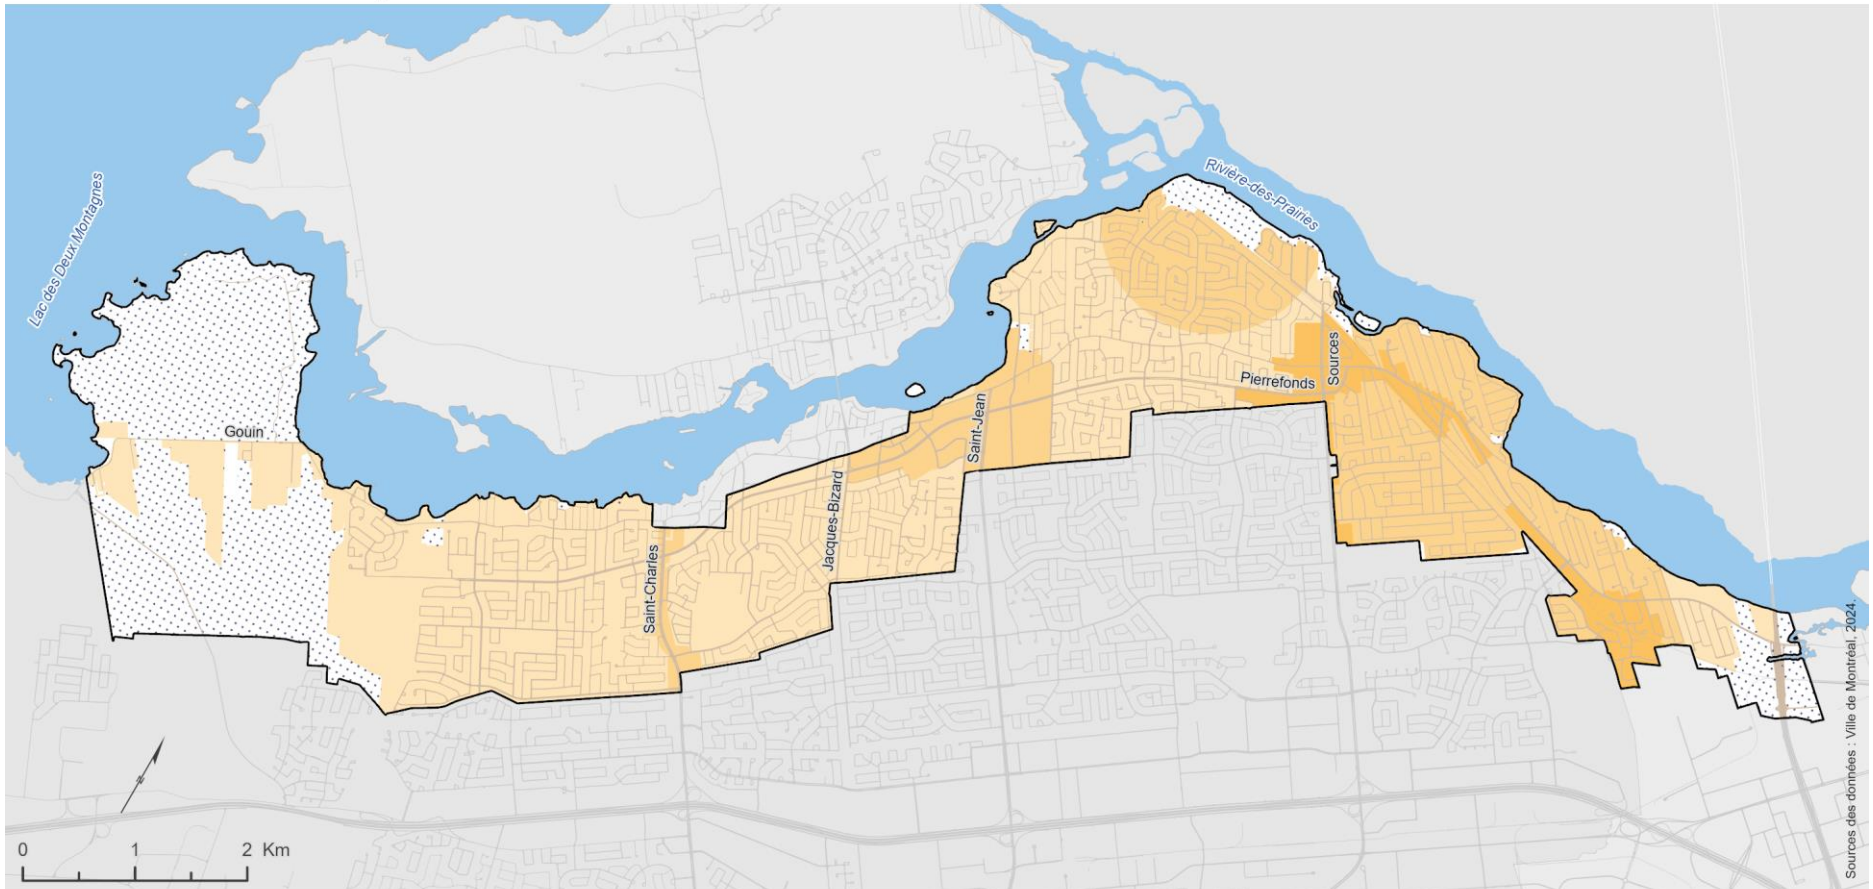 Lac des Deux Montagnes
Rivière-des-Prairies
Gouin
Saint-Charles
Jacques-Bizard
Saint-Jean
Pierrefonds
Sources
N
0 1 2 Km
Sources des données : Ville de Montréal, 2024.